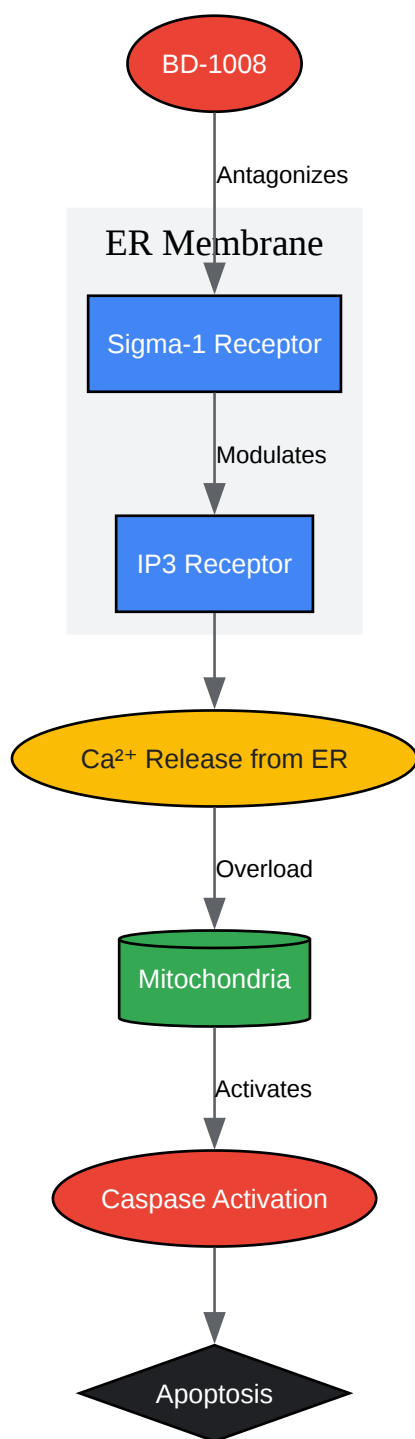 BD-1008
Antagonizes
ER Membrane
Sigma-1 Receptor
Modulates
IP3 Receptor
Ca²⁺ Release from ER
Overload
Mitochondria
Activates
Caspase Activation
Apoptosis